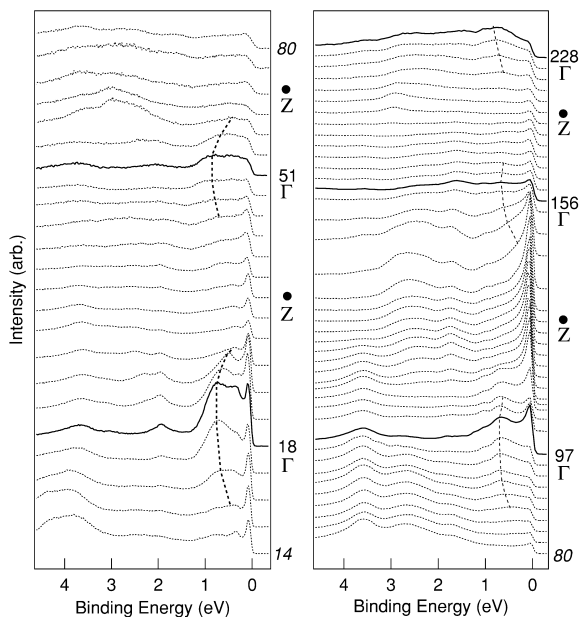 Intensity (arb.)
80
Z
51
Γ
Z
18
Γ
14
4 3 2 1 0
Binding Energy (eV)
228
Γ
Z
156
Γ
Z
97
Γ
80
4 3 2 1 0
Binding Energy (eV)